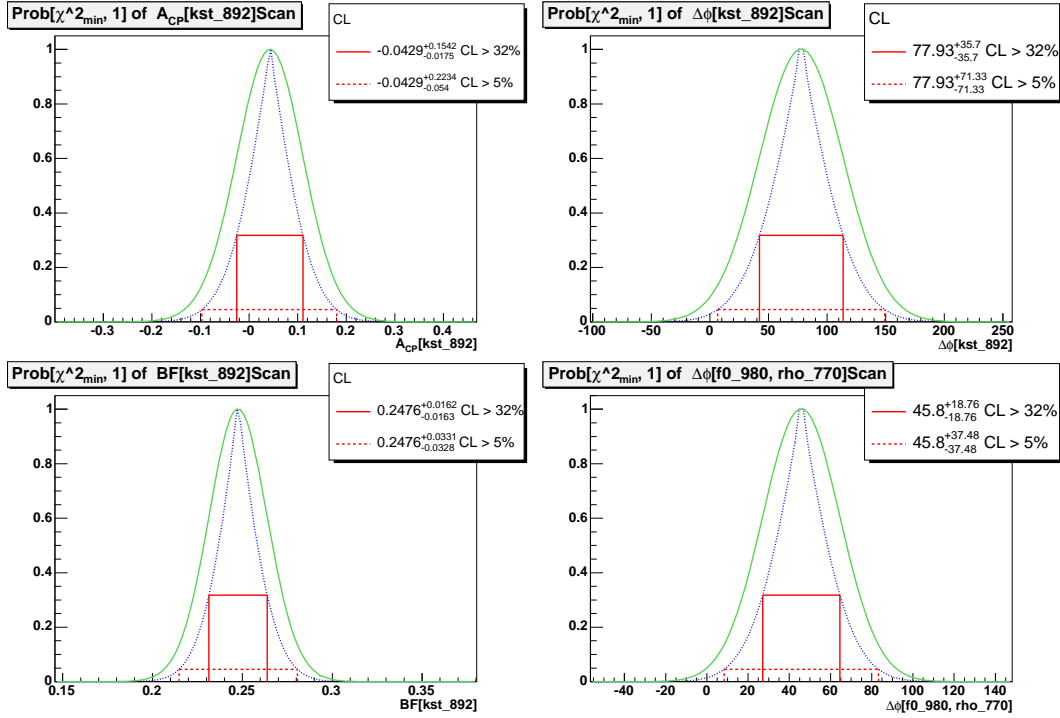 Prob[χ^2min, 1] of A_CP[kst_892]Scan
CL
-0.0429 +0.1542 -0.0175 CL > 32%
-0.0429 +0.2234 -0.054 CL > 5%
1
0.8
0.6
0.4
0.2
0
-0.3 -0.2 -0.1 -0 0.1 0.2 0.3 0.4
A_CP[kst_892]
Prob[χ^2min, 1] of Δϕ[kst_892]Scan
CL
77.93 +35.7 -35.7 CL > 32%
77.93 +71.33 -71.33 CL > 5%
1
0.8
0.6
0.4
0.2
0
-100 -50 0 50 100 150 200 250
Δϕ[kst_892]
Prob[χ^2min, 1] of BF[kst_892]Scan
CL
0.2476 +0.0162 -0.0163 CL > 32%
0.2476 +0.0331 -0.0328 CL > 5%
1
0.8
0.6
0.4
0.2
0
0.15 0.2 0.25 0.3 0.35
BF[kst_892]
Prob[χ^2min, 1] of Δϕ[f0_980, rho_770]Scan
CL
45.8 +18.76 -18.76 CL > 32%
45.8 +37.48 -37.48 CL > 5%
1
0.8
0.6
0.4
0.2
0
-40 -20 0 20 40 60 80 100 120 140
Δϕ[f0_980, rho_770]